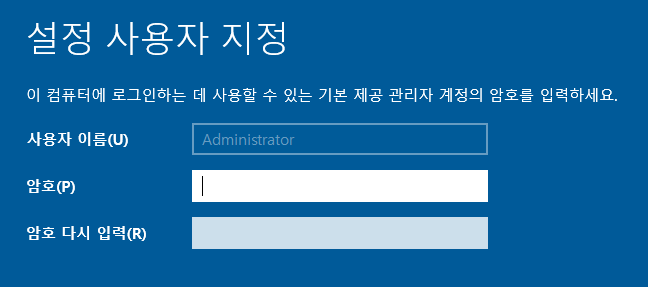 설정 사용자 지정
이 컴퓨터에 로그인하는 데 사용할 수 있는 기본 제공 관리자 계정의 암호를 입력하세요.
사용자 이름(U) Administrator
암호(P)
암호 다시 입력(R)